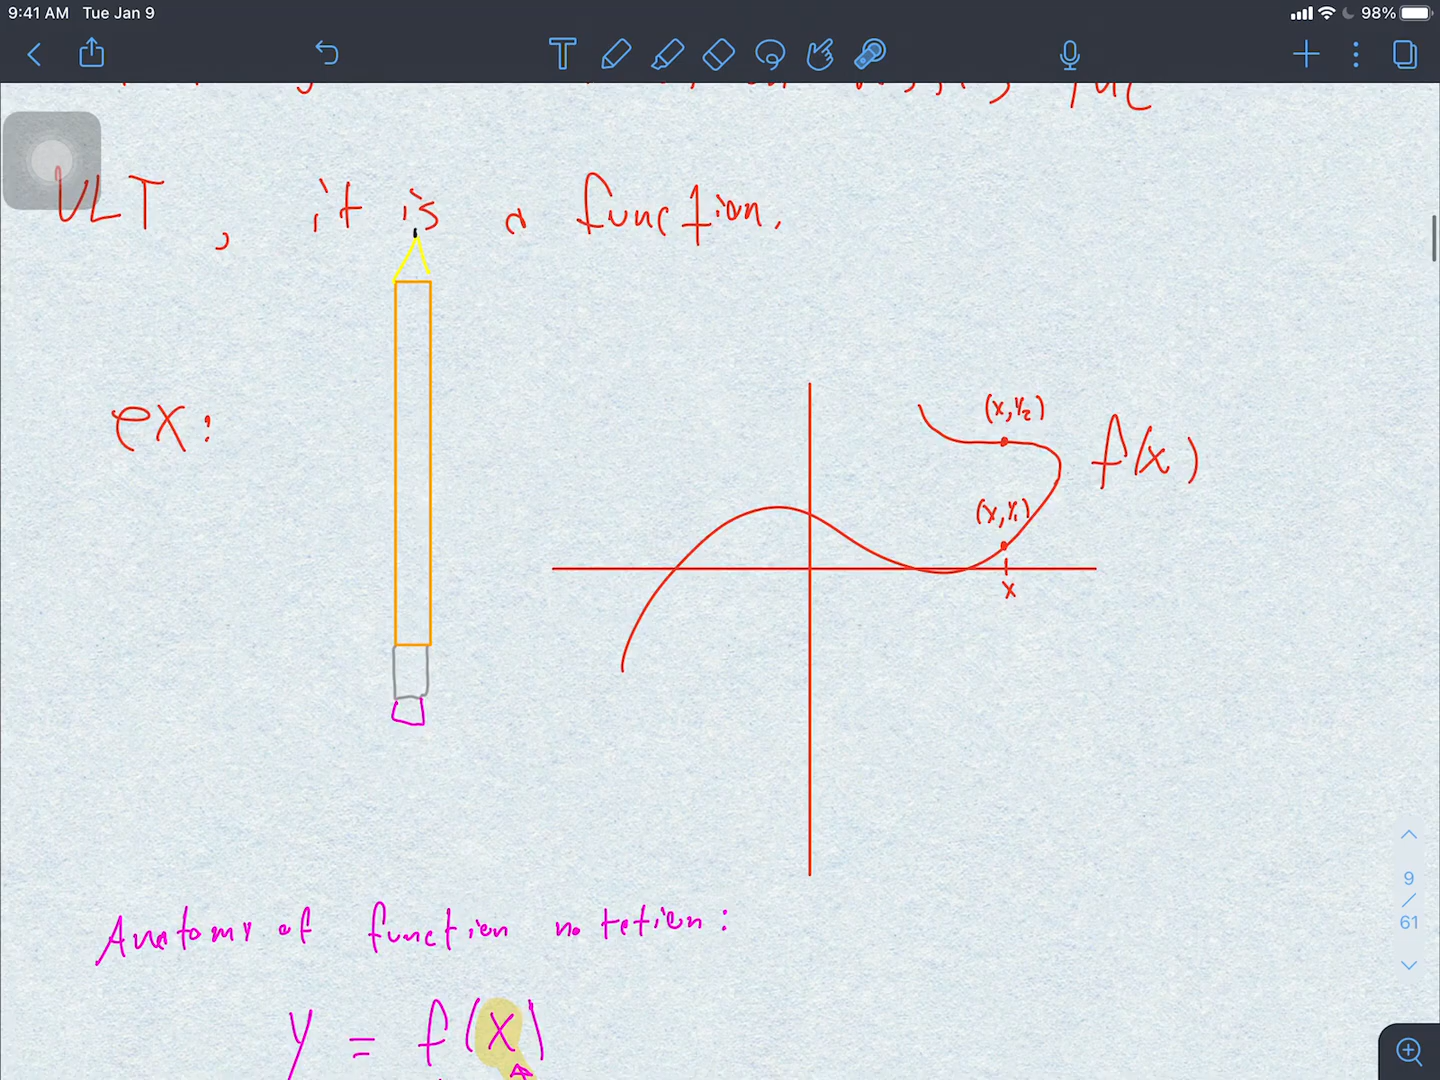 9:41 AM Tue Jan 9
98%
VLT, it is a function.
ex:
(x, y₂)
f(x)
(x, y₁)
x
9
/
61
Anatomy of function notation:
y = f(x)